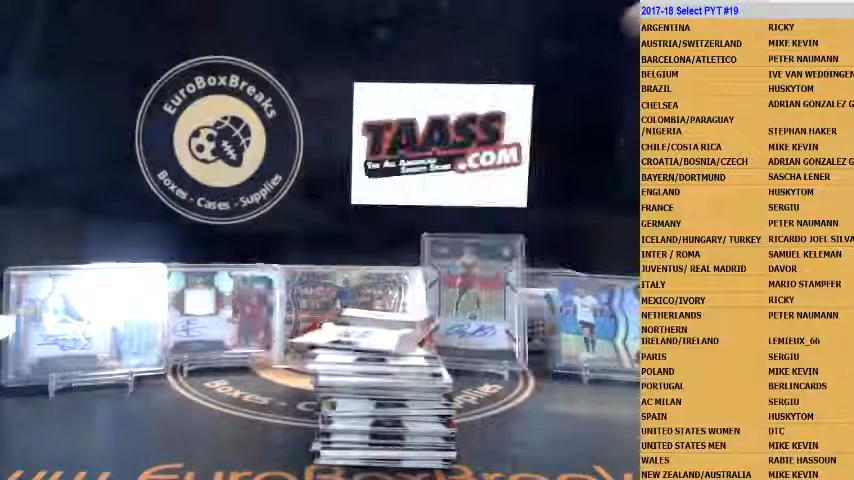 2017-18 Select PYT #19
ARGENTINA RICKY
AUSTRIA/SWITZERLAND MIKE KEVIN
BARCELONA/ATLETICO PETER NAUMANN
BELGIUM IVE VAN WEDDINGEN
BRAZIL HUSKYTOM
CHELSEA ADRIAN GONZALEZ G
COLOMBIA/PARAGUAY
/NIGERIA STEPHAN HAKER
CHILE/COSTA RICA MIKE KEVIN
CROATIA/BOSNIA/CZECH ADRIAN GONZALEZ G
BAYERN/DORTMUND SASCHA LENER
ENGLAND HUSKYTOM
FRANCE SERGIU
GERMANY PETER NAUMANN
ICELAND/HUNGARY/ TURKEY RICARDO JOEL SILVA
INTER / ROMA SAMUEL KELEMAN
JUVENTUS/ REAL MADRID DAVOR
ITALY MARIO STAMPFER
MEXICO/IVORY RICKY
NETHERLANDS PETER NAUMANN
NORTHERN
IRELAND/IRELAND LEMIEUX_66
PARIS SERGIU
POLAND MIKE KEVIN
PORTUGAL BERLINCARDS
AC MILAN SERGIU
SPAIN HUSKYTOM
UNITED STATES WOMEN DTC
UNITED STATES MEN MIKE KEVIN
WALES RABIE HASSOUN
NEW ZEALAND/AUSTRALIA MIKE KEVIN
EuroBoxBreaks
Boxes - Cases - Supplies
TAASS
.COM
Boxes - Supplies